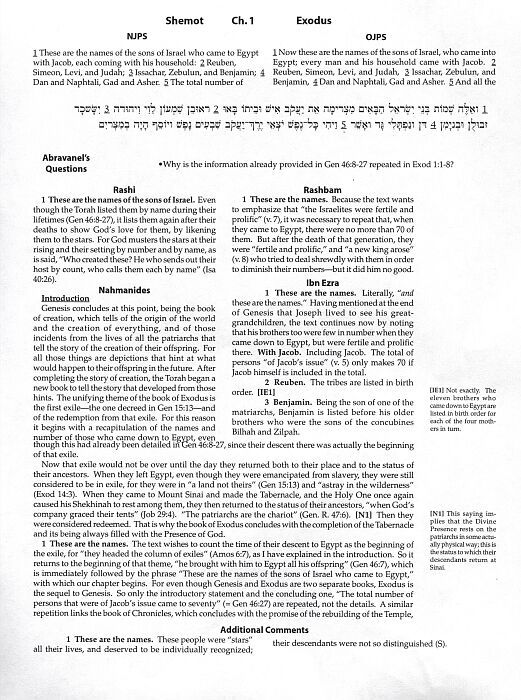 Shemot Ch. 1 Exodus
NJPS
1 These are the names of the sons of Israel who came to Egypt
with Jacob, each coming with his household: 2 Reuben,
Simeon, Levi, and Judah; 3 Issachar, Zebulun, and Benjamin; 4
Dan and Naphtali, Gad and Asher. 5 The total number of
OJPS
1 Now these are the names of the sons of Israel, who came into
Egypt; every man and his household came with Jacob. 2
Reuben, Simeon, Levi, and Judah, 3 Issachar, Zebulun, and
Benjamin, 4 Dan and Naphtali, Gad and Asher. 5 And all the
1 ואלה שמות בני ישראל הבאים מצרימה את יעקב איש וביתו באו 2 ראובן שמעון לוי ויהודה 3 יששכר
זבולן ובנימן 4 דן ונפתלי גד ואשר 5 ויהי כל-נפש יצאי ירך-יעקב שבעים נפש ויוסף היה במצרים
Abravanel's
Questions
•Why is the information already provided in Gen 46:8-27 repeated in Exod 1:1-8?
Rashi
1 These are the names of the sons of Israel. Even
though the Torah listed them by name during their
lifetimes (Gen 46:8-27), it lists them again after their
deaths to show God's love for them, by likening
them to the stars. For God musters the stars at their
rising and their setting by number and by name, as
is said, "Who created these? He who sends out their
host by count, who calls them each by name" (Isa
40:26).
Nahmanides
Introduction
Genesis concludes at this point, being the book
of creation, which tells of the origin of the world
and the creation of everything, and of those
incidents from the lives of all the patriarchs that
tell the story of the creation of their offspring. For
all those things are depictions that hint at what
would happen to their offspring in the future. After
completing the story of creation, the Torah began a
new book to tell the story that developed from those
hints. The unifying theme of the book of Exodus is
the first exile—the one decreed in Gen 15:13—and
of the redemption from that exile. For this reason
it begins with a recapitulation of the names and
number of those who came down to Egypt, even
Rashbam
1 These are the names. Because the text wants
to emphasize that "the Israelites were fertile and
prolific" (v. 7), it was necessary to repeat that, when
they came to Egypt, there were no more than 70 of
them. But after the death of that generation, they
were "fertile and prolific," and "a new king arose"
(v. 8) who tried to deal shrewdly with them in order
to diminish their numbers—but it did him no good.
Ibn Ezra
1 These are the names. Literally, "and
these are the names." Having mentioned at the end
of Genesis that Joseph lived to see his great-
grandchildren, the text continues now by noting
that his brothers too were few in number when they
came down to Egypt, but were fertile and prolific
there. With Jacob. Including Jacob. The total of
persons "of Jacob's issue" (v. 5) only makes 70 if
Jacob himself is included in the total.
2 Reuben. The tribes are listed in birth
order. [IE1]
3 Benjamin. Being the son of one of the
matriarchs, Benjamin is listed before his older
brothers who were the sons of the concubines
Bilhah and Zilpah.
[IE1] Not exactly. The
eleven brothers who
came down to Egypt are
listed in birth order for
each of the four moth-
ers in turn.
though this had already been detailed in Gen 46:8-27, since their descent there was actually the beginning
of that exile.
Now that exile would not be over until the day they returned both to their place and to the status of
their ancestors. When they left Egypt, even though they were emancipated from slavery, they were still
considered to be in exile, for they were in "a land not theirs" (Gen 15:13) and "astray in the wilderness"
(Exod 14:3). When they came to Mount Sinai and made the Tabernacle, and the Holy One once again
caused his Shekhinah to rest among them, they then returned to the status of their ancestors, "when God's
company graced their tents" (Job 29:4). "The patriarchs are the chariot" (Gen. R. 47:6). [N1] Then they
were considered redeemed. That is why the book of Exodus concludes with the completion of the Tabernacle
and its being always filled with the Presence of God.
1 These are the names. The text wishes to count the time of their descent to Egypt as the beginning of
the exile, for "they headed the column of exiles" (Amos 6:7), as I have explained in the introduction. So it
returns to the beginning of that theme, "he brought with him to Egypt all his offspring" (Gen 46:7), which
is immediately followed by the phrase "These are the names of the sons of Israel who came to Egypt,"
with which our chapter begins. For even though Genesis and Exodus are two separate books, Exodus is
the sequel to Genesis. So only the introductory statement and the concluding one, "The total number of
persons that were of Jacob's issue came to seventy" (= Gen 46:27) are repeated, not the details. A similar
repetition links the book of Chronicles, which concludes with the promise of the rebuilding of the Temple,
[N1] This saying im-
plies that the Divine
Presence rests on the
patriarchs in some actu-
ally physical way; this is
the status to which their
descendants return at
Sinai.
Additional Comments
1 These are the names. These people were "stars"
all their lives, and deserved to be individually recognized;
their descendants were not so distinguished (S).